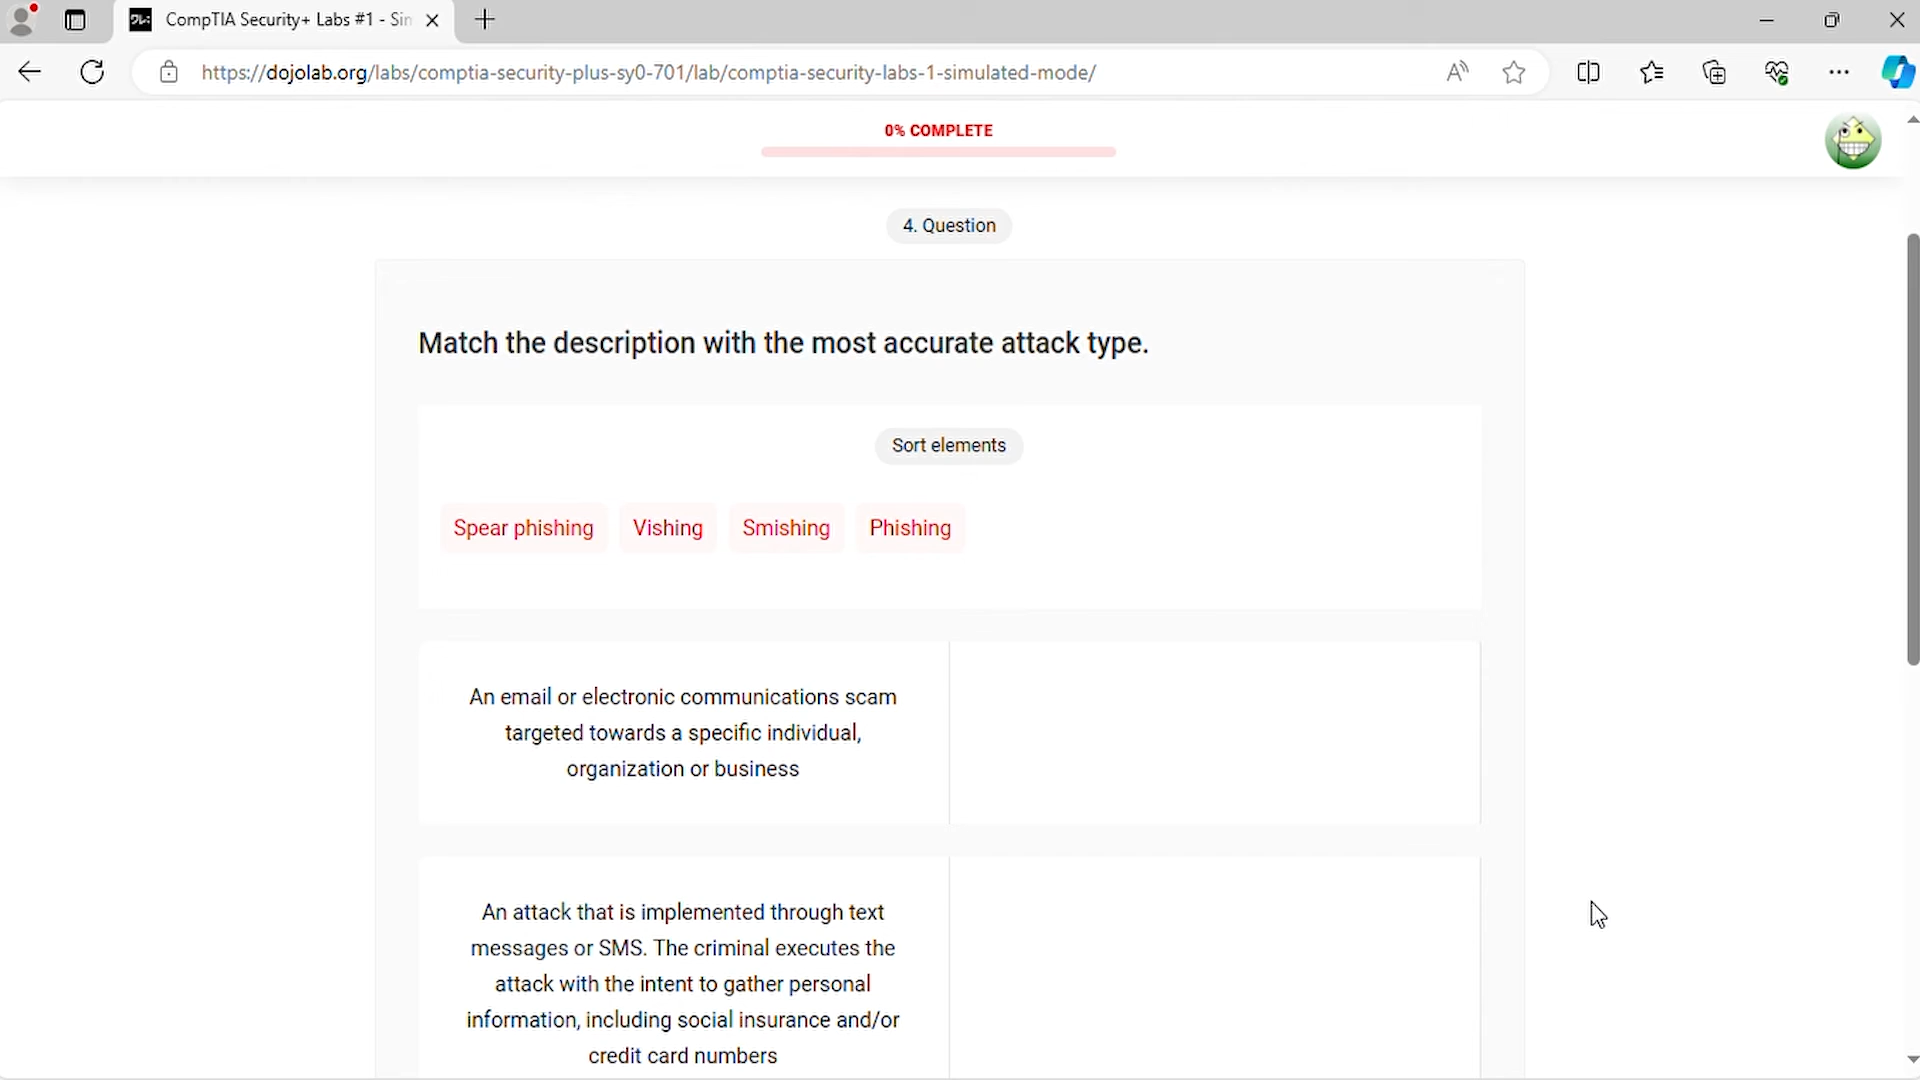 CompTIA Security+ Labs #1 - Sin
https://dojolab.org/labs/comptia-security-plus-sy0-701/lab/comptia-security-labs-1-simulated-mode/
0% COMPLETE
4. Question
Match the description with the most accurate attack type.
Sort elements
Spear phishing Vishing Smishing Phishing
An email or electronic communications scam
targeted towards a specific individual,
organization or business
An attack that is implemented through text
messages or SMS. The criminal executes the
attack with the intent to gather personal
information, including social insurance and/or
credit card numbers